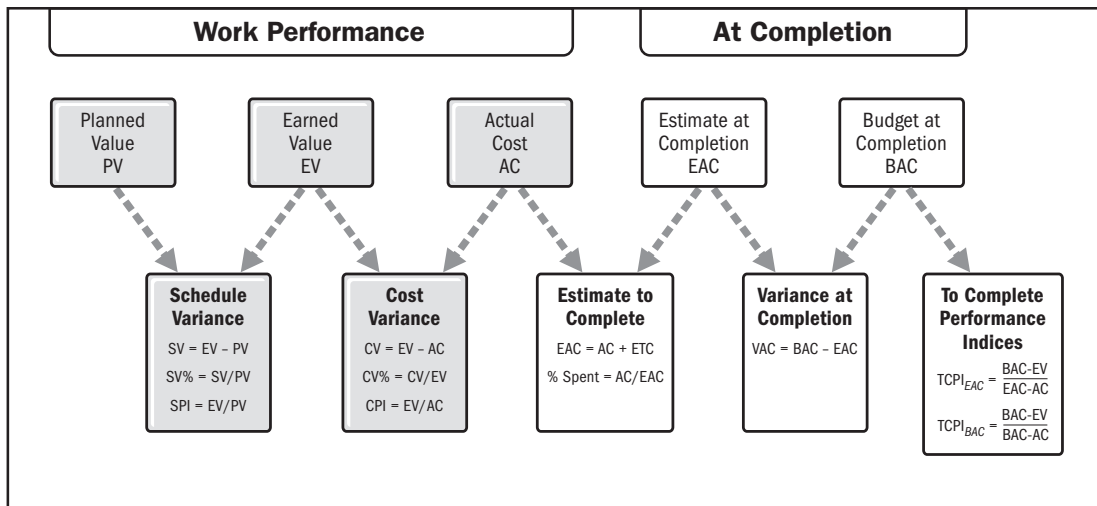 Work Performance
At Completion
Planned
Value
PV
Earned
Value
EV
Actual
Cost
AC
Estimate at
Completion
EAC
Budget at
Completion
BAC
Schedule
Variance
SV = EV – PV
SV% = SV/PV
SPI = EV/PV
Cost
Variance
CV = EV – AC
CV% = CV/EV
CPI = EV/AC
Estimate to
Complete
EAC = AC + ETC
% Spent = AC/EAC
Variance at
Completion
VAC = BAC – EAC
To Complete
Performance
Indices
TCPI_EAC = BAC-EV / EAC-AC
TCPI_BAC = BAC-EV / BAC-AC